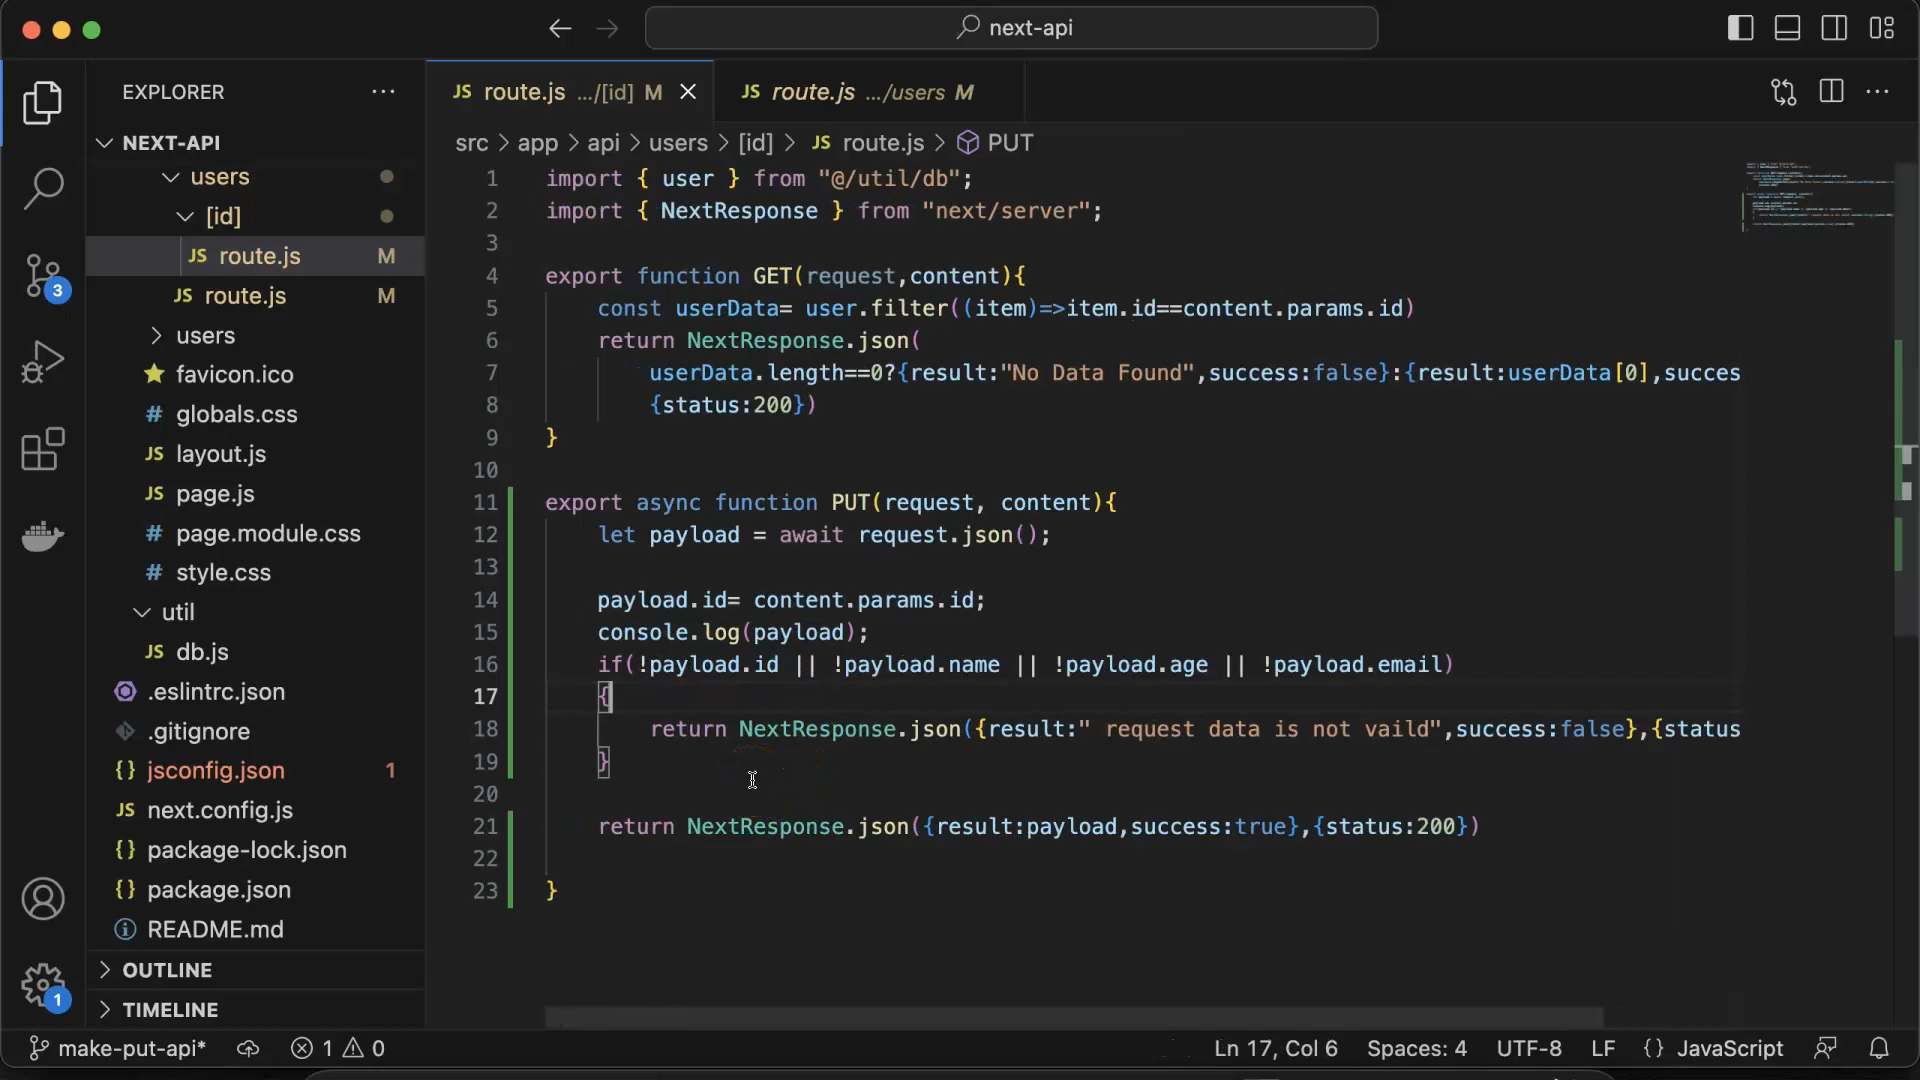 next-api
EXPLORER
NEXT-API
users
[id]
JS route.js M
JS route.js M
users
favicon.ico
# globals.css
JS layout.js
JS page.js
# page.module.css
# style.css
util
JS db.js
.eslintrc.json
.gitignore
{} jsconfig.json 1
JS next.config.js
{} package-lock.json
{} package.json
README.md
OUTLINE
TIMELINE
3
1
JS route.js .../[id] M
JS route.js .../users M
src > app > api > users > [id] > JS route.js > PUT
1 import { user } from "@/util/db";
2 import { NextResponse } from "next/server";
3
4 export function GET(request,content){
5 const userData= user.filter((item)=>item.id==content.params.id)
6 return NextResponse.json(
7 userData.length==0?{result:"No Data Found",success:false}:{result:userData[0],succes
8 {status:200})
9 }
10
11 export async function PUT(request, content){
12 let payload = await request.json();
13
14 payload.id= content.params.id;
15 console.log(payload);
16 if(!payload.id || !payload.name || !payload.age || !payload.email)
17 {
18 return NextResponse.json({result:" request data is not vaild",success:false},{status
19 }
20
21 return NextResponse.json({result:payload,success:true},{status:200})
22
23 }
make-put-api* 1 0 Ln 17, Col 6 Spaces: 4 UTF-8 LF {} JavaScript